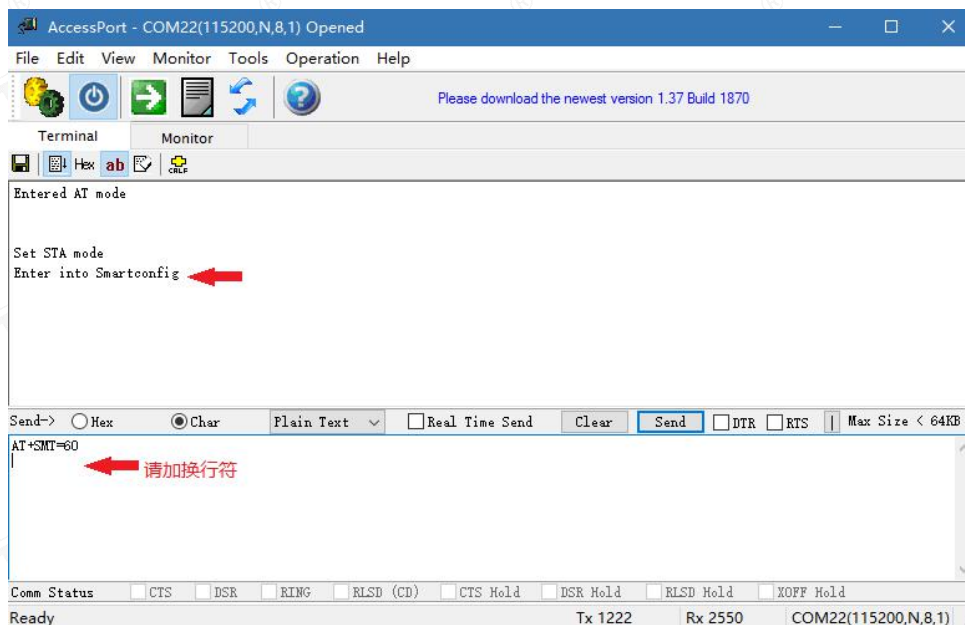 AccessPort - COM22(115200,N,8,1) Opened
File Edit View Monitor Tools Operation Help
Please download the newest version 1.37 Build 1870
Terminal Monitor
Hex ab CRLF
Entered AT mode
Set STA mode
Enter into Smartconfig
Send-> Hex Char Plain Text Real Time Send Clear Send DTR RTS | Max Size < 64KB
AT+SMT=60
请加换行符
Comm Status CTS DSR RING RLSD (CD) CTS Hold DSR Hold RLSD Hold XOFF Hold
Ready Tx 1222 Rx 2550 COM22(115200,N,8,1)